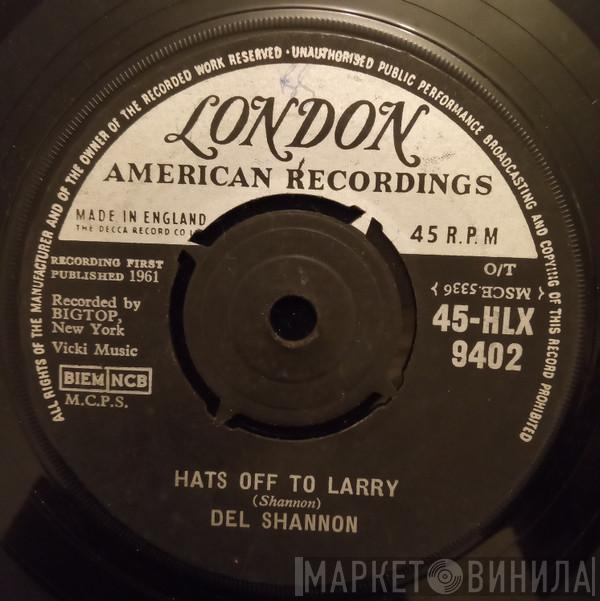 ALL RIGHTS OF THE MANUFACTURER AND OF THE OWNER OF THE RECORDED WORK RESERVED · UNAUTHORISED PUBLIC PERFORMANCE BROADCASTING AND COPYING OF THIS RECORD PROHIBITED
LONDON
AMERICAN RECORDINGS
MADE IN ENGLAND
THE DECCA RECORD CO
45 R.P.M
RECORDING FIRST
PUBLISHED 1961
T/O
{ MSCB.5336 }
Recorded by
BIGTOP,
New York
45-HLX
9402
Vicki Music
BIEM NCB
M.C.P.S.
HATS OFF TO LARRY
(Shannon)
DEL SHANNON
МАРКЕТ ВИНИЛА